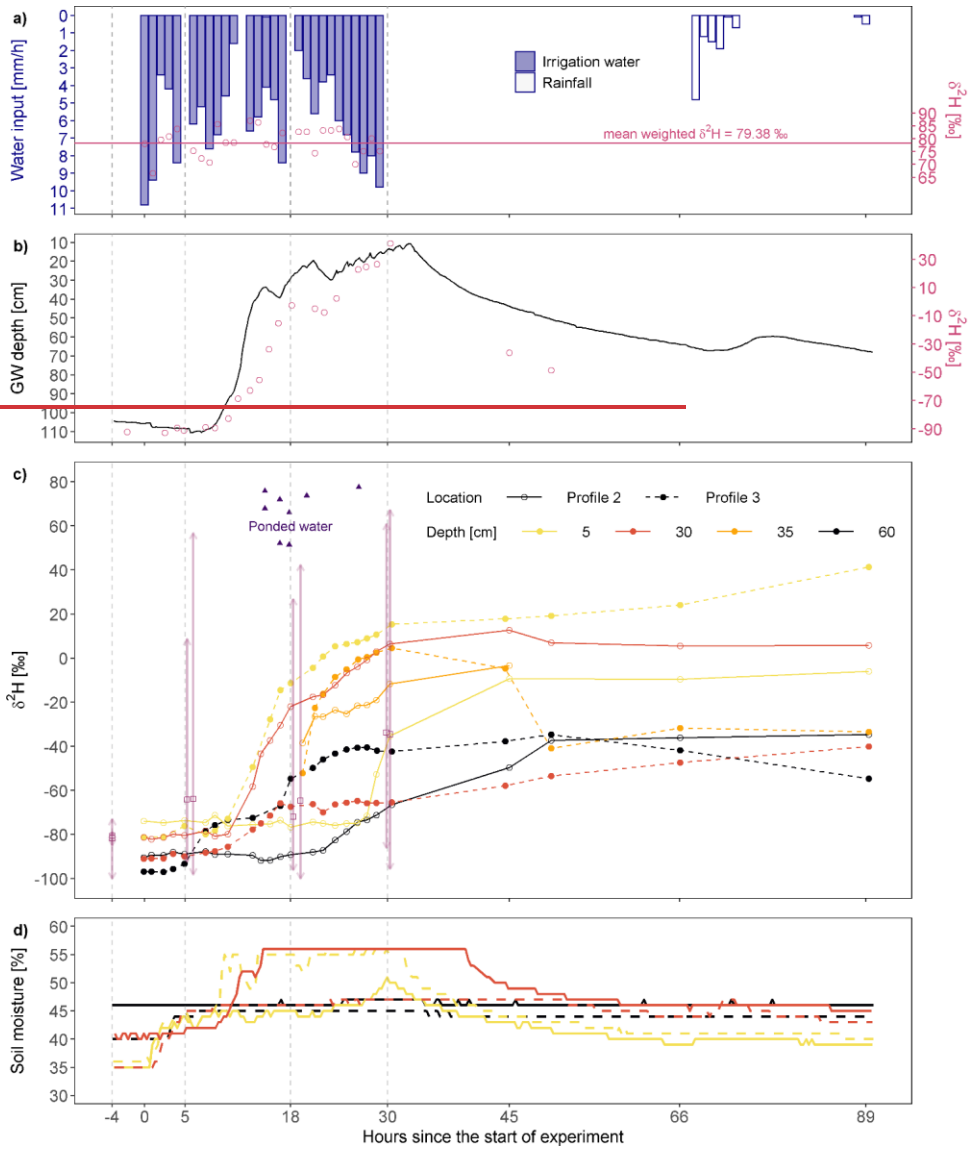 a)
Water input [mm/h]
0
1
2
3
4
5
6
7
8
9
10
11
Irrigation water
Rainfall
mean weighted δ²H = 79.38 ‰
90
85
80
75
70
65
δ²H [‰]
b)
GW depth [cm]
10
20
30
40
50
60
70
80
90
100
110
30
10
-10
-30
-50
-70
-90
δ²H [‰]
c)
δ²H [‰]
80
60
40
20
0
-20
-40
-60
-80
-100
Ponded water
Location Profile 2 Profile 3
Depth [cm] 5 30 35 60
d)
Soil moisture [%]
60
55
50
45
40
35
30
-4 0 5 18 30 45 66 89
Hours since the start of experiment